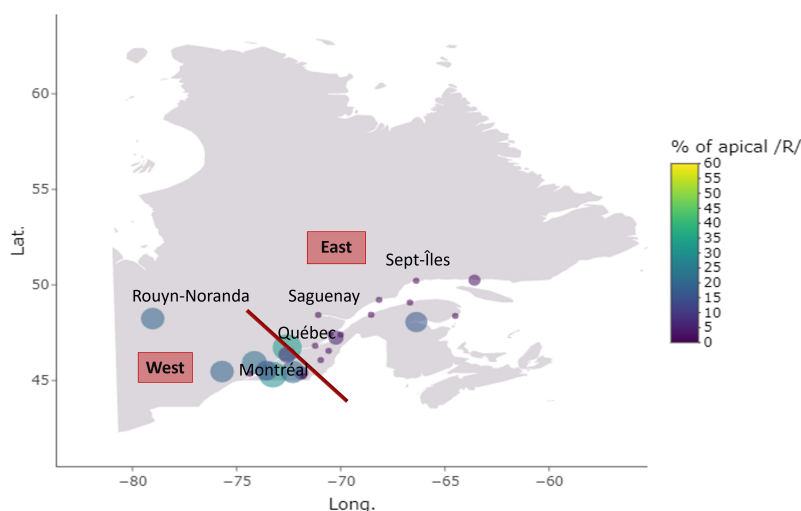 % of apical /R/
60
55
50
45
40
35
30
25
20
15
10
5
0
Lat.
60
55
50
45
East
Sept-Îles
Rouyn-Noranda
Saguenay
Québec
West
Montréal
−80
−75
−70
−65
−60
Long.